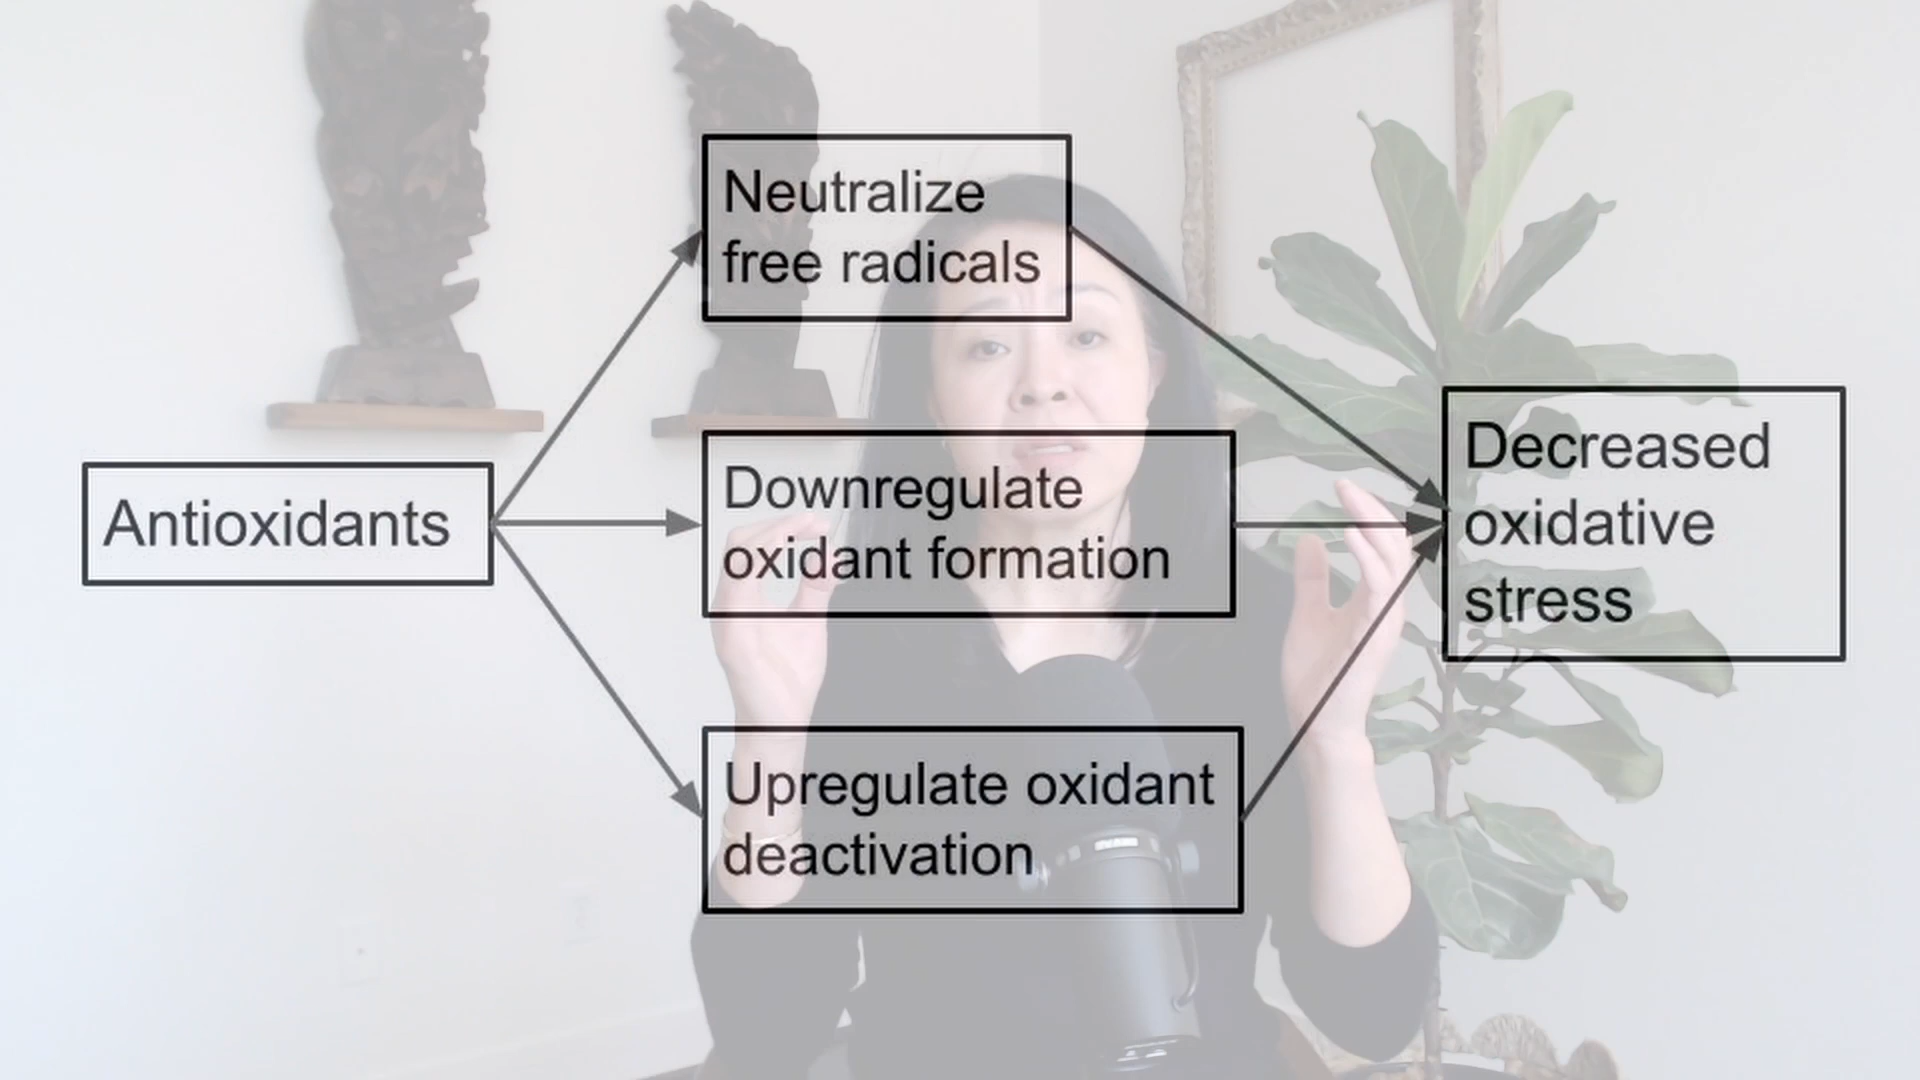 Neutralize
free radicals
Antioxidants
Downregulate
oxidant formation
Decreased
oxidative
stress
Upregulate oxidant
deactivation